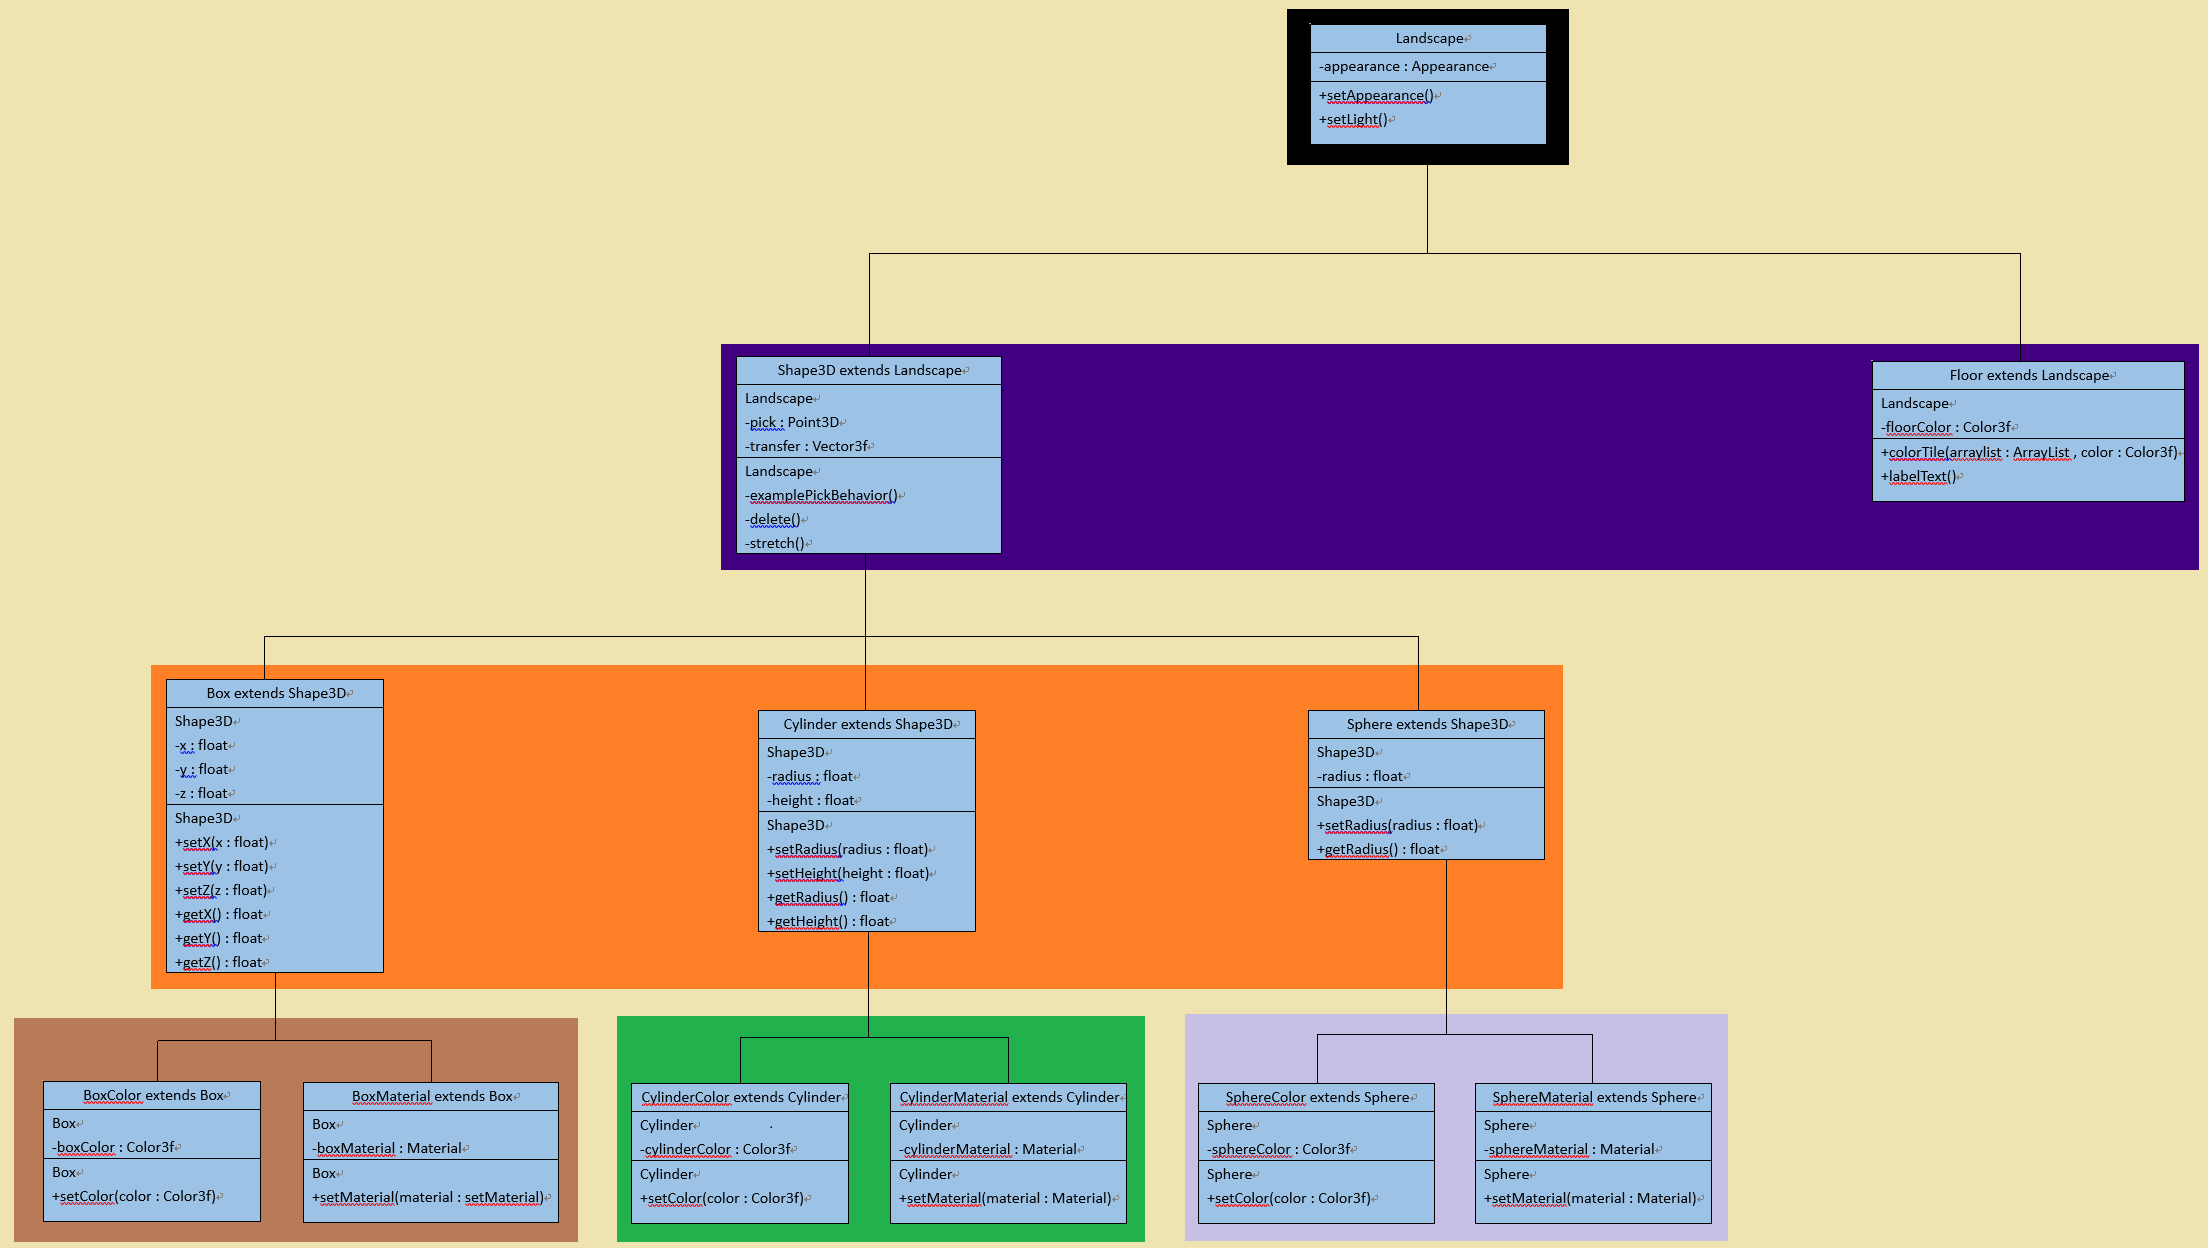 Landscape
-appearance : Appearance
+setAppearance()
+setLight()
Shape3D extends Landscape
Landscape
-pick : Point3D
-transfer : Vector3f
Landscape
-examplePickBehavior()
-delete()
-stretch()
Floor extends Landscape
Landscape
-floorColor : Color3f
+colorTile(arraylist : ArrayList , color : Color3f)
+labelText()
Box extends Shape3D
Shape3D
-x : float
-y : float
-z : float
Shape3D
+setX(x : float)
+setY(y : float)
+setZ(z : float)
+getX() : float
+getY() : float
+getZ() : float
Cylinder extends Shape3D
Shape3D
-radius : float
-height : float
Shape3D
+setRadius(radius : float)
+setHeight(height : float)
+getRadius() : float
+getHeight() : float
Sphere extends Shape3D
Shape3D
-radius : float
Shape3D
+setRadius(radius : float)
+getRadius() : float
BoxColor extends Box
Box
-boxColor : Color3f
Box
+setColor(color : Color3f)
BoxMaterial extends Box
Box
-boxMaterial : Material
Box
+setMaterial(material : setMaterial)
CylinderColor extends Cylinder
Cylinder
-cylinderColor : Color3f
Cylinder
+setColor(color : Color3f)
CylinderMaterial extends Cylinder
Cylinder
-cylinderMaterial : Material
Cylinder
+setMaterial(material : Material)
SphereColor extends Sphere
Sphere
-sphereColor : Color3f
Sphere
+setColor(color : Color3f)
SphereMaterial extends Sphere
Sphere
-sphereMaterial : Material
Sphere
+setMaterial(material : Material)